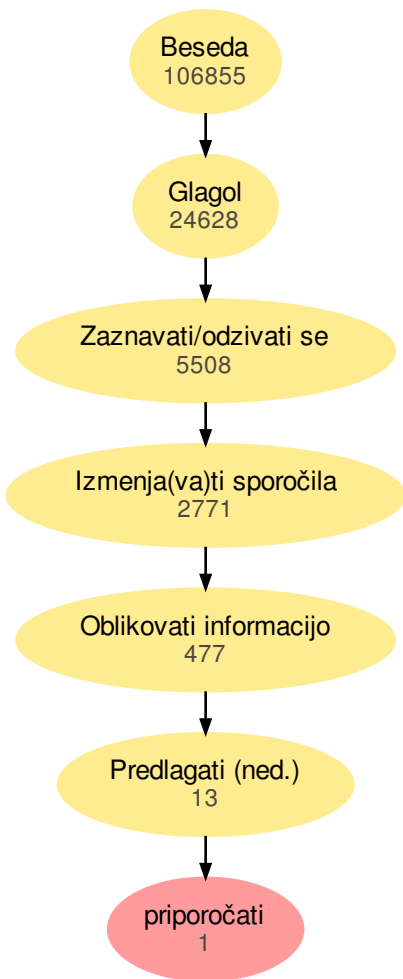 Beseda
106855
Glagol
24628
Zaznavati/odzivati se
5508
Izmenja(va)ti sporočila
2771
Oblikovati informacijo
477
Predlagati (ned.)
13
priporočati
1